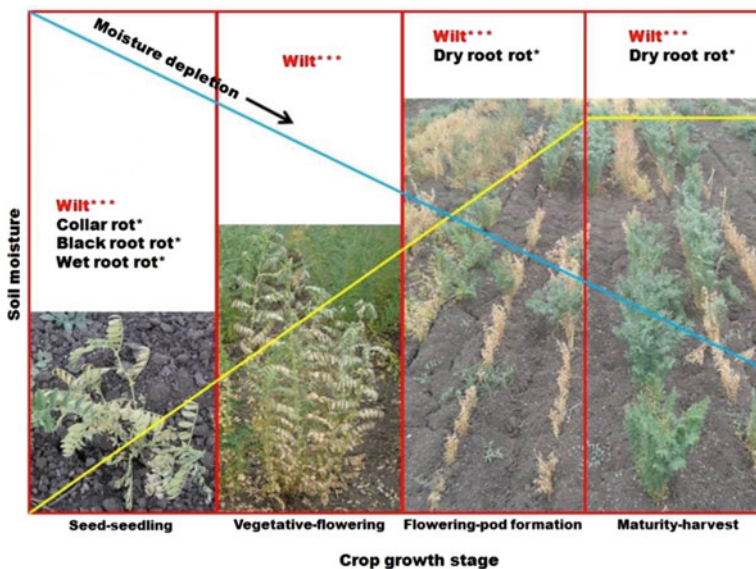 Moisture depletion
Wilt***
Collar rot*
Black root rot*
Wet root rot*
Wilt***
Wilt***
Dry root rot*
Wilt***
Dry root rot*
Soil moisture
Seed-seedling
Vegetative-flowering
Flowering-pod formation
Maturity-harvest
Crop growth stage